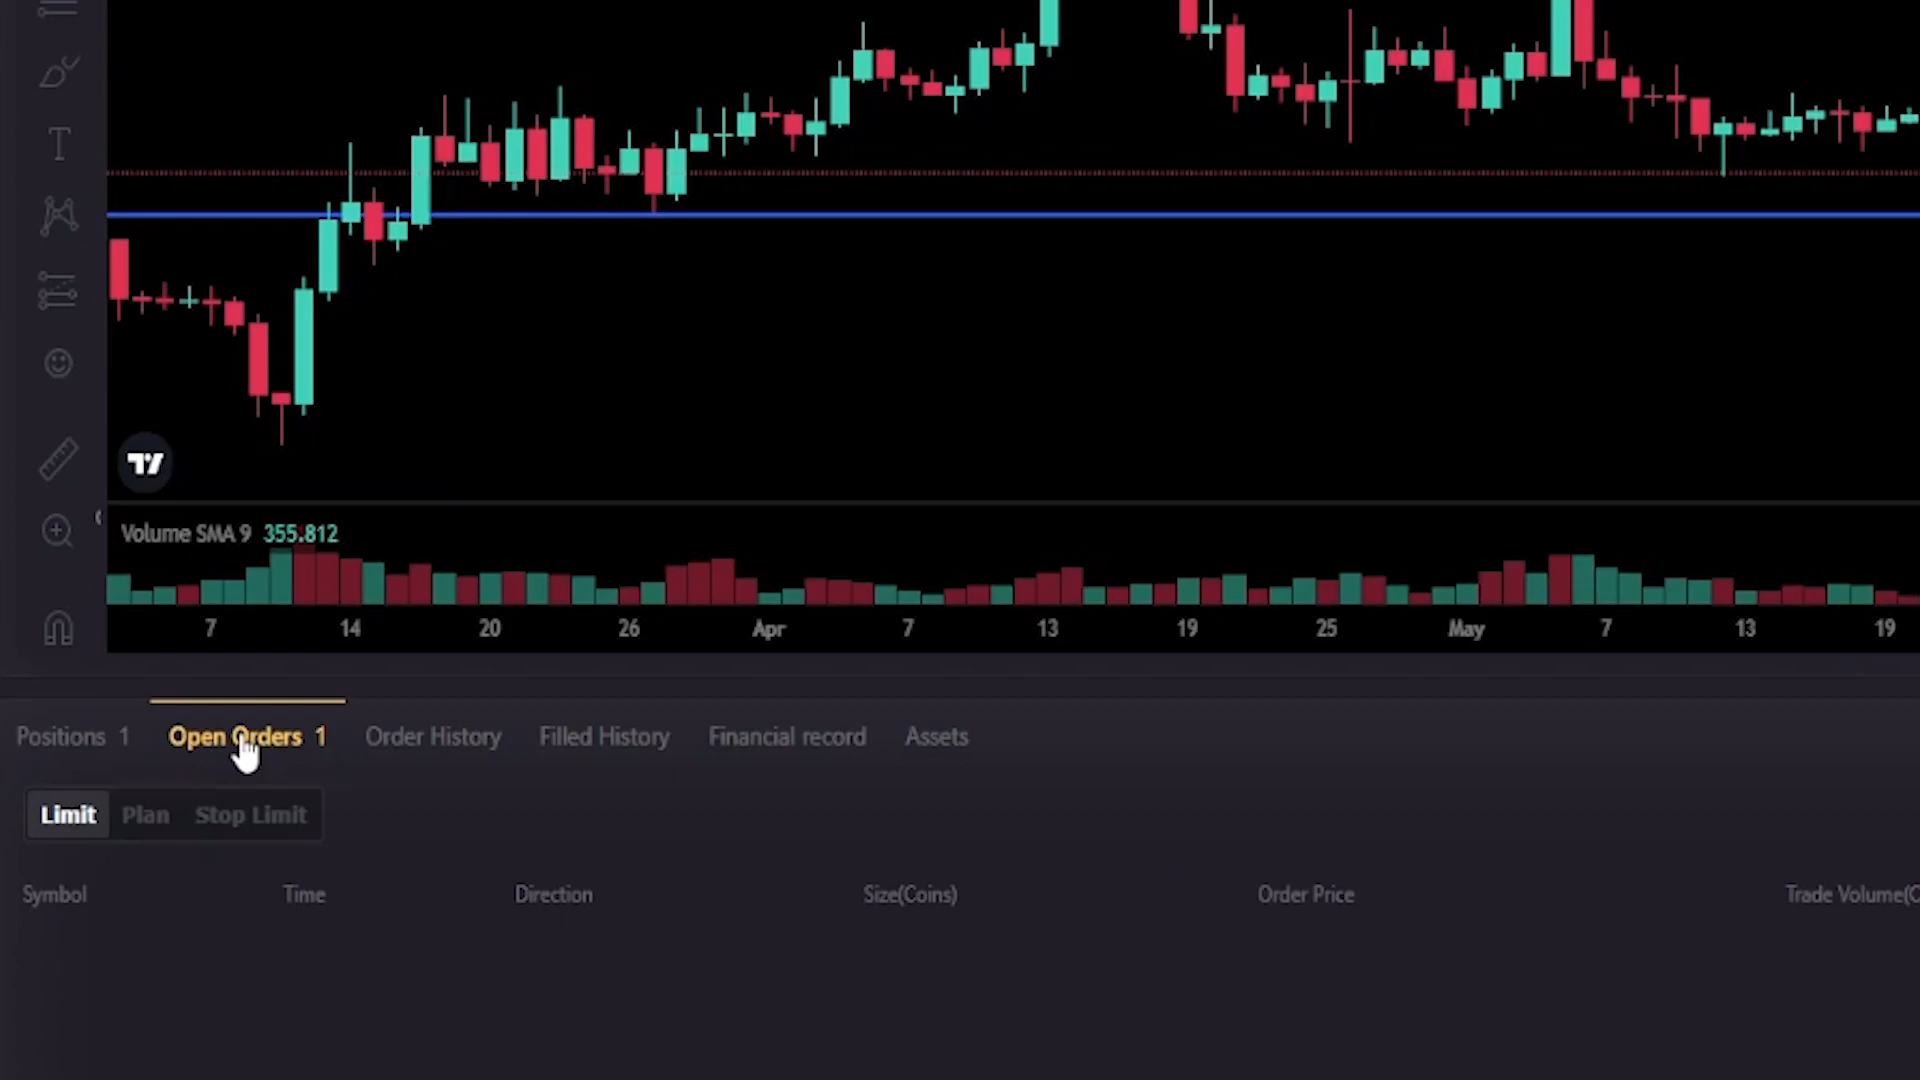 Volume SMA 9 355.812
7 14 20 26 Apr 7 13 19 25 May 7 13 19
Positions 1 Open Orders 1 Order History Filled History Financial record Assets
Limit Plan Stop Limit
Symbol Time Direction Size(Coins) Order Price Trade Volume(C